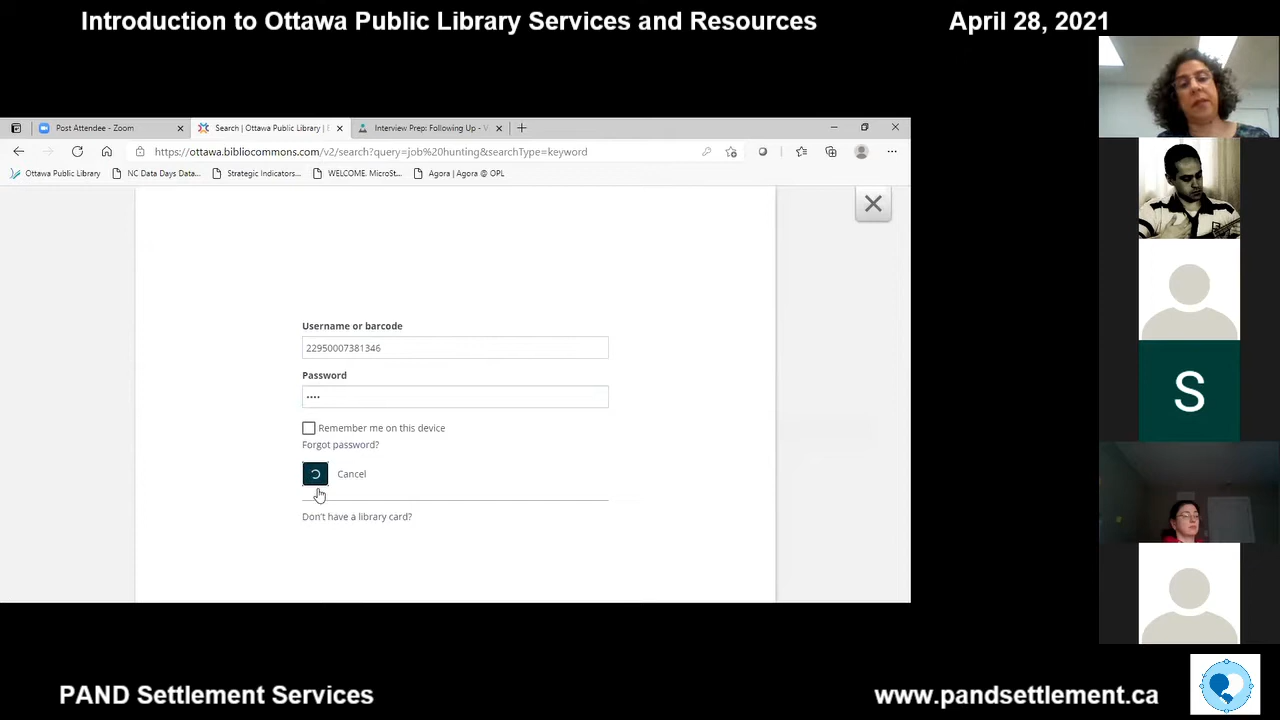 Introduction to Ottawa Public Library Services and Resources
April 28, 2021
Post Attendee - Zoom
Search | Ottawa Public Library |
Interview Prep: Following Up - V
https://ottawa.bibliocommons.com/v2/search?query=job%20hunting&searchType=keyword
Ottawa Public Library
NC Data Days Data...
Strategic Indicators...
WELCOME. MicroSt...
Agora | Agora @ OPL
Username or barcode
22950007381346
Password
••••
Remember me on this device
Forgot password?
Cancel
Don't have a library card?
S
PAND Settlement Services
www.pandsettlement.ca